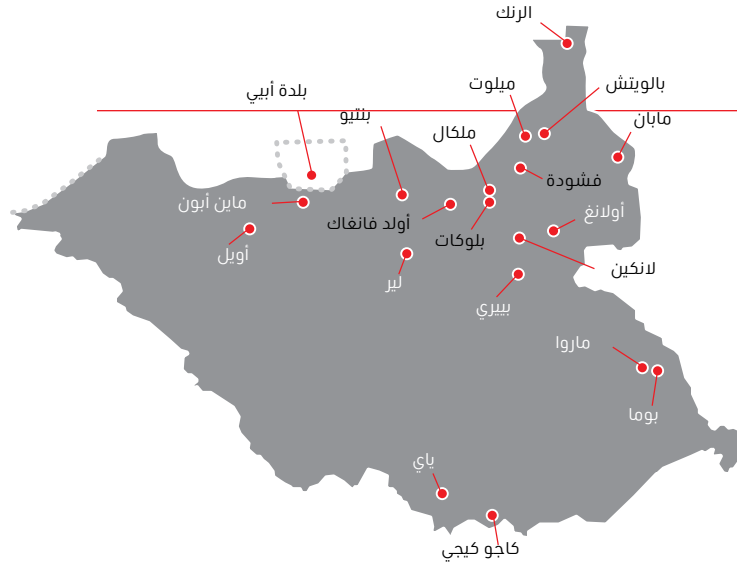 الرنك
بالويتش
ميلوت
بلدة أبيي
بنتيو
مابان
ملكال
فشودة
ماين أبون
أولانغ
أولد فانغاك
بلوكات
أويل
لانكين
لير
بييري
ماروا
بوما
ياي
كاجو كيجي